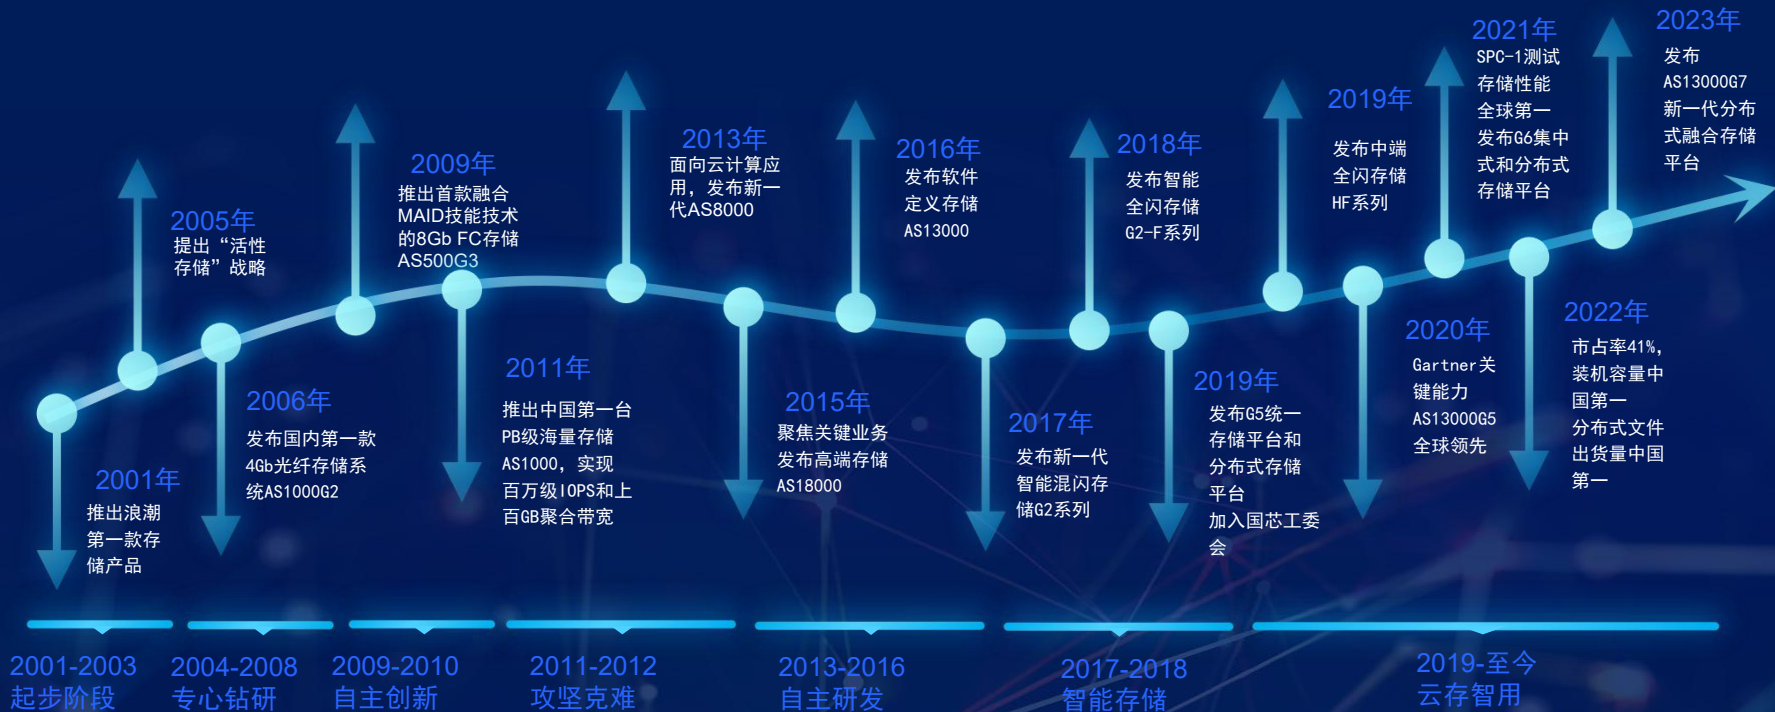 2001年
推出浪潮
第一款存
储产品
2005年
提出“活性
存储”战略
2006年
发布国内第一款
4Gb光纤存储系
统AS1000G2
2009年
推出首款融合
MAID技能技术
的8Gb FC存储
AS500G3
2011年
推出中国第一台
PB级海量存储
AS1000，实现
百万级IOPS和上
百GB聚合带宽
2013年
面向云计算应
用，发布新一
代AS8000
2015年
聚焦关键业务
发布高端存储
AS18000
2016年
发布软件
定义存储
AS13000
2017年
发布新一代
智能混闪存
储G2系列
2018年
发布智能
全闪存储
G2-F系列
2019年
发布G5统一
存储平台和
分布式存储
平台
加入国芯工委
会
2019年
发布中端
全闪存储
HF系列
2020年
Gartner关
键能力
AS13000G5
全球领先
2021年
SPC-1测试
存储性能
全球第一
发布G6集中
式和分布式
存储平台
2022年
市占率41%，
装机容量中
国第一
分布式文件
出货量中国
第一
2023年
发布
AS13000G7
新一代分布
式融合存储
平台
2001-2003
起步阶段
2004-2008
专心钻研
2009-2010
自主创新
2011-2012
攻坚克难
2013-2016
自主研发
2017-2018
智能存储
2019-至今
云存智用